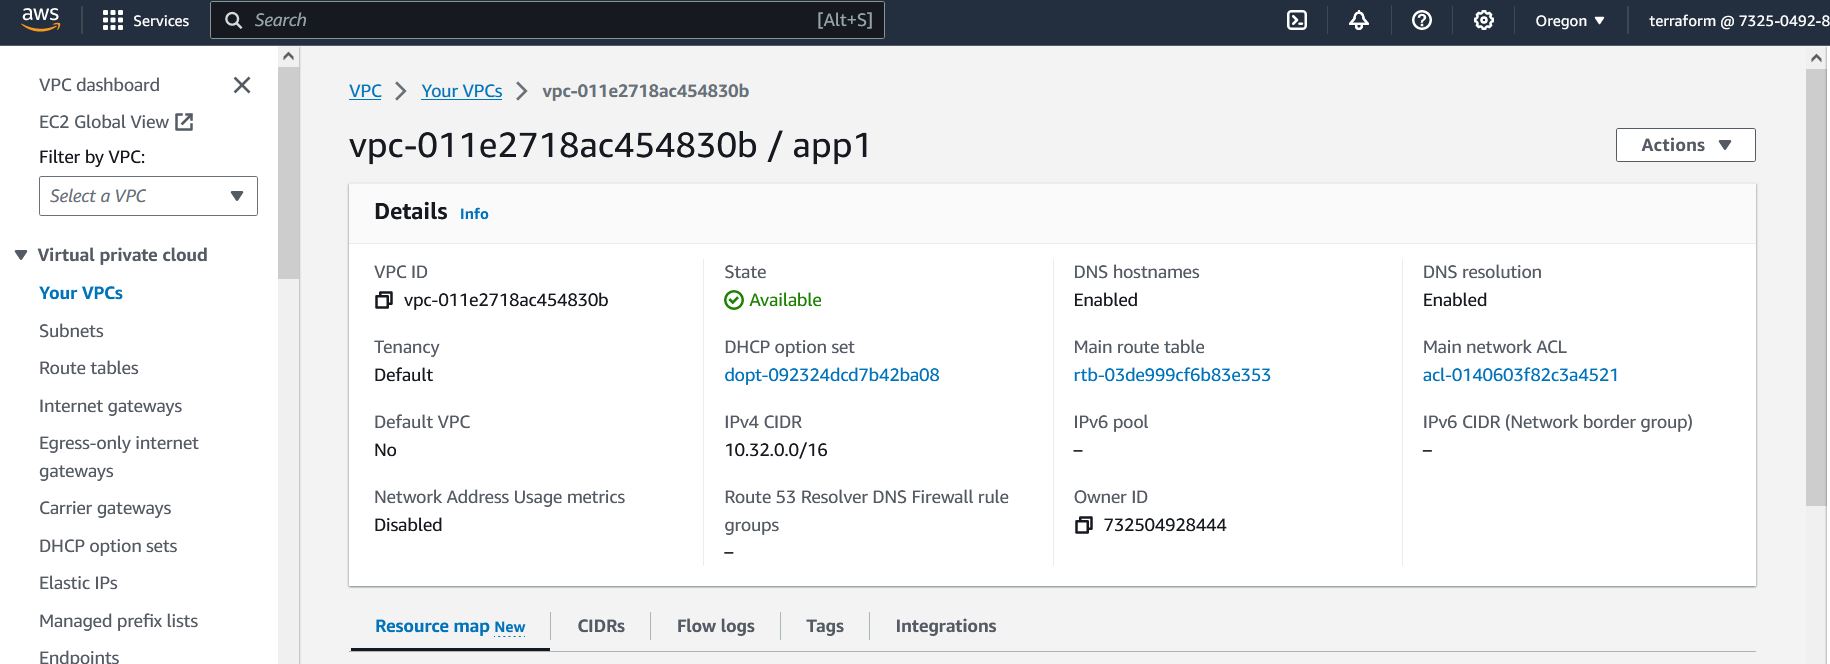 aws
Services
Search
[Alt+S]
Oregon
terraform @ 7325-0492-8
VPC dashboard
EC2 Global View
Filter by VPC:
Select a VPC
Virtual private cloud
Your VPCs
Subnets
Route tables
Internet gateways
Egress-only internet
gateways
Carrier gateways
DHCP option sets
Elastic IPs
Managed prefix lists
Endpoints
VPC
Your VPCs
vpc-011e2718ac454830b
vpc-011e2718ac454830b / app1
Actions
Details Info
VPC ID
vpc-011e2718ac454830b
State
Available
DNS hostnames
Enabled
DNS resolution
Enabled
Tenancy
Default
DHCP option set
dopt-092324dcd7b42ba08
Main route table
rtb-03de999cf6b83e353
Main network ACL
acl-0140603f82c3a4521
Default VPC
No
IPv4 CIDR
10.32.0.0/16
IPv6 pool
–
IPv6 CIDR (Network border group)
–
Network Address Usage metrics
Disabled
Route 53 Resolver DNS Firewall rule
groups
–
Owner ID
732504928444
Resource map New
CIDRs
Flow logs
Tags
Integrations